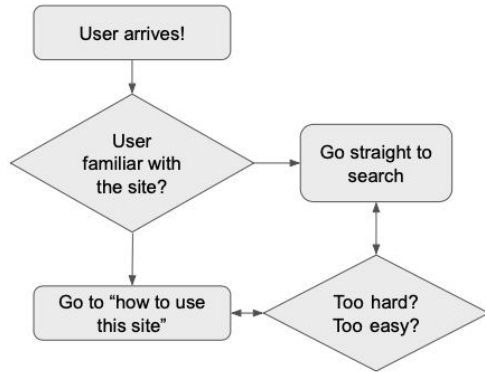 User arrives!
User
familiar with
the site?
Go straight to
search
Go to “how to use
this site”
Too hard?
Too easy?